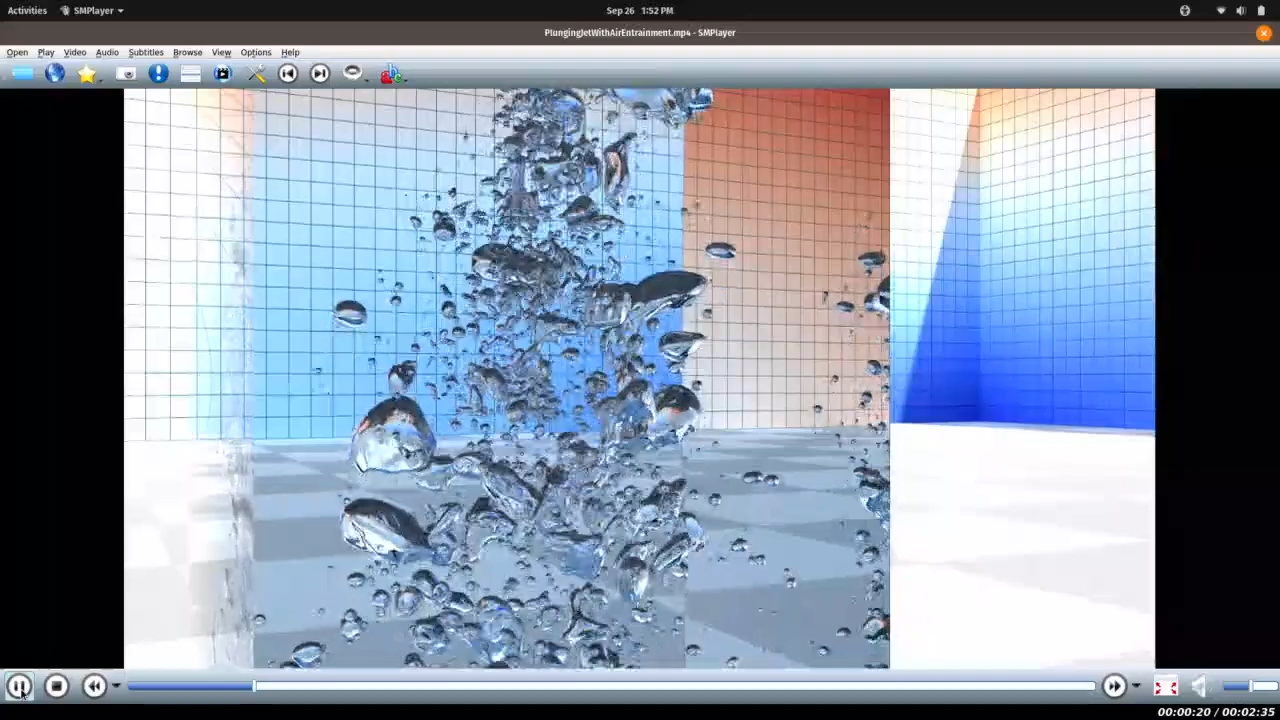 Activities SMPlayer Sep 26 1:52 PM
PlungingJetWithAirEntrainment.mp4 - SMPlayer
Open Play Video Audio Subtitles Browse View Options Help
00:00:20 / 00:02:35